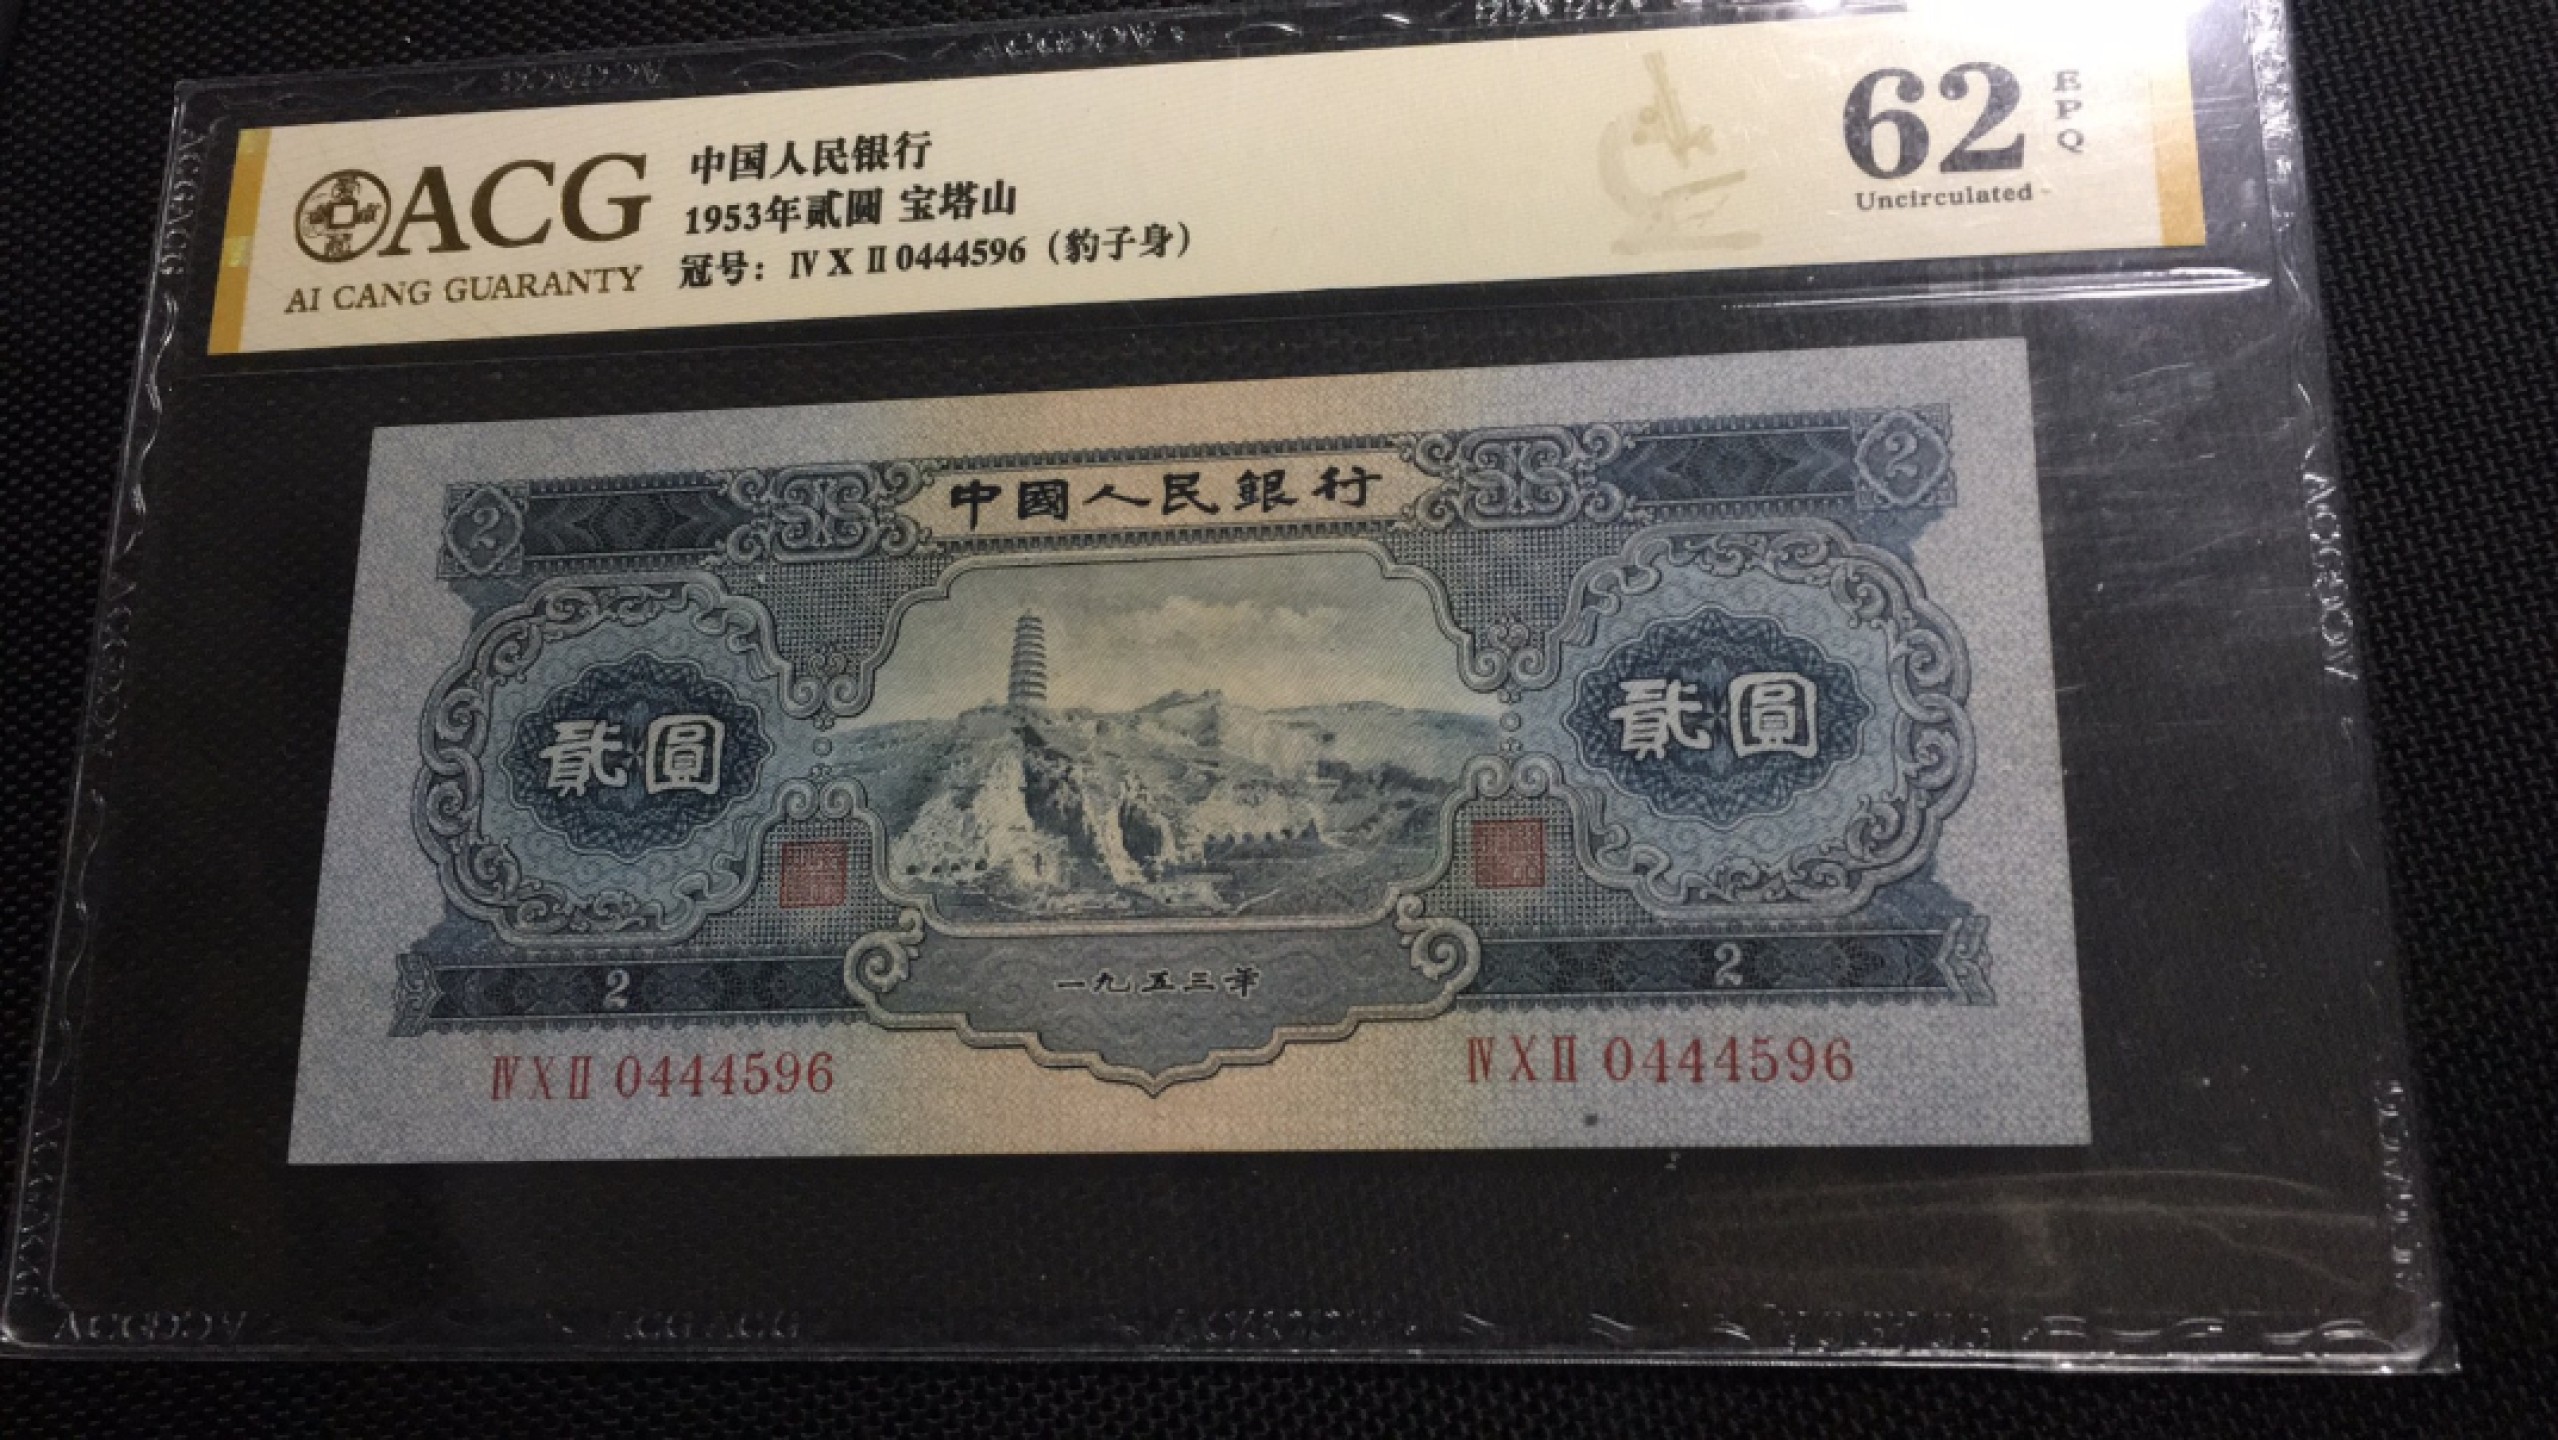 ACG
AI CANG GUARANTY
中国人民银行
1953年贰圆 宝塔山
冠号：Ⅳ X Ⅱ 0444596（豹子身）
62
EPQ
Uncirculated
2
中國人民銀行
2
貳圓
貳圓
2
一九五三年
2
Ⅳ X Ⅱ 0444596
Ⅳ X Ⅱ 0444596